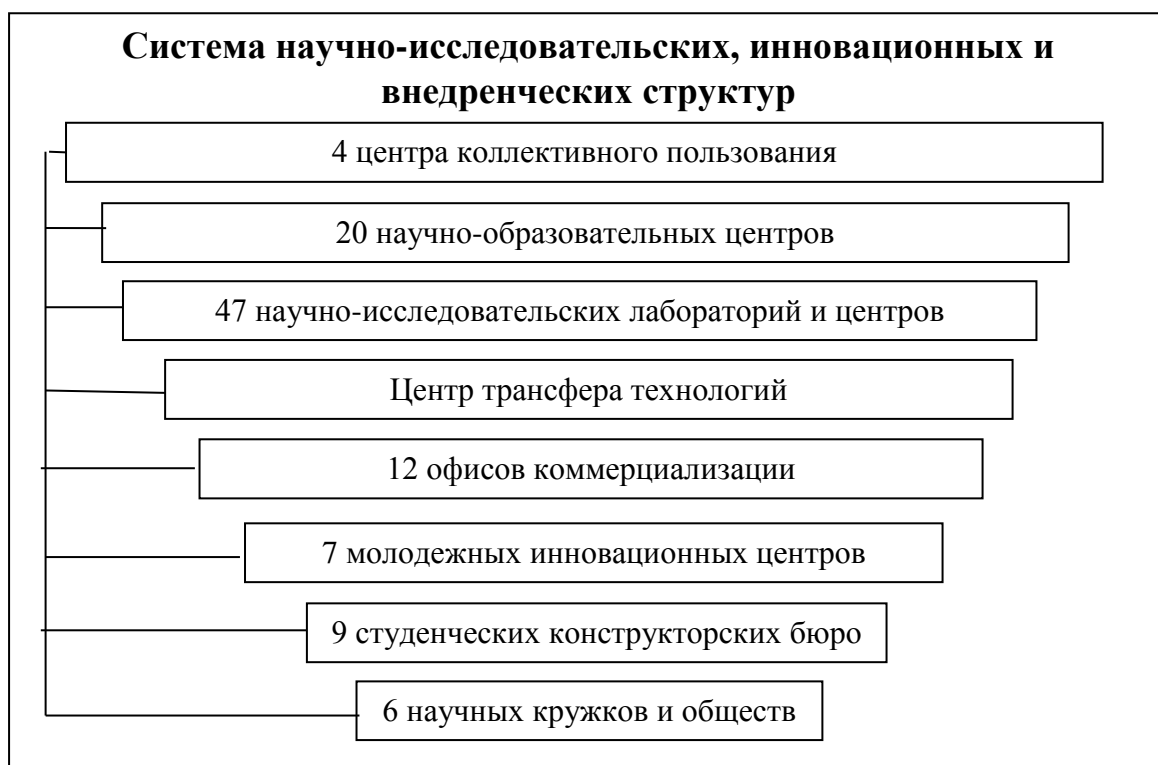 Система научно-исследовательских, инновационных и
внедренческих структур
4 центра коллективного пользования
20 научно-образовательных центров
47 научно-исследовательских лабораторий и центров
Центр трансфера технологий
12 офисов коммерциализации
7 молодежных инновационных центров
9 студенческих конструкторских бюро
6 научных кружков и обществ